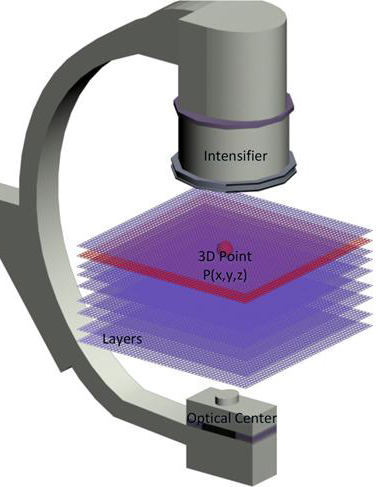 Intensifier
3D Point
P(x,y,z)
Layers
Optical Center